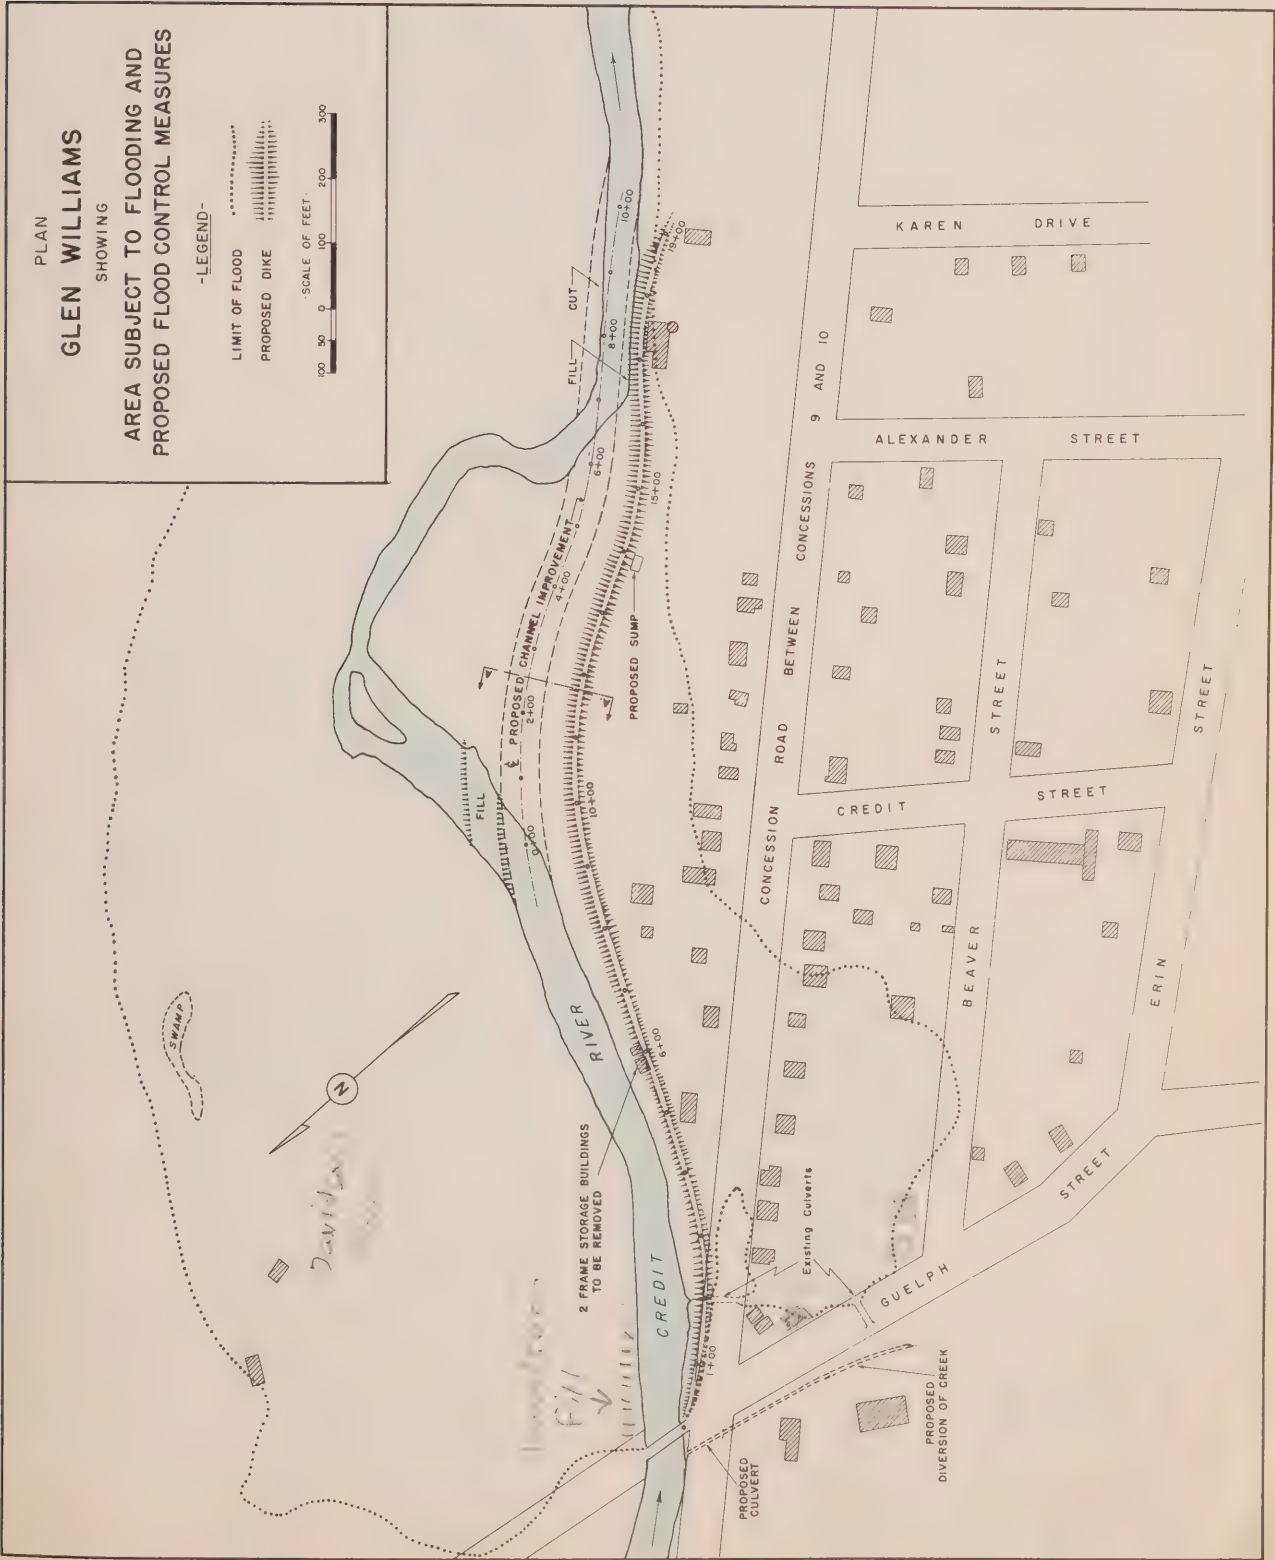 PLAN
GLEN WILLIAMS
SHOWING
AREA SUBJECT TO FLOODING AND
PROPOSED FLOOD CONTROL MEASURES
-LEGEND-
LIMIT OF FLOOD
PROPOSED DIKE
SCALE OF FEET
100 50 0 100 200 300
SWAMP
N
FILL
CUT
FILL
PROPOSED CHANNEL IMPROVEMENT
0+00
2+00
4+00
6+00
8+00
10+00
1+00
6+00
10+00
15+00
19+00
PROPOSED SUMP
A
A
CREDIT RIVER
2 FRAME STORAGE BUILDINGS
TO BE REMOVED
Fill
Existing Culverts
PROPOSED
CULVERT
PROPOSED
DIVERSION OF CREEK
CONCESSION ROAD BETWEEN CONCESSIONS 9 AND 10
KAREN DRIVE
ALEXANDER STREET
CREDIT STREET
BEAVER STREET
ERIN STREET
GUELPH STREET